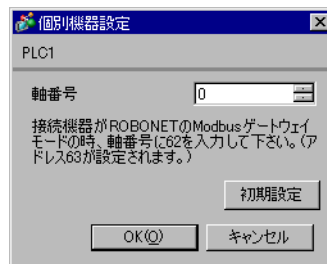 個別機器設定
PLC1
軸番号 0
接続機器がROBONETのModbusゲートウェイ
モードの時、軸番号に62を入力して下さい。(ア
ドレス63が設定されます。)
初期設定
OK(O) キャンセル